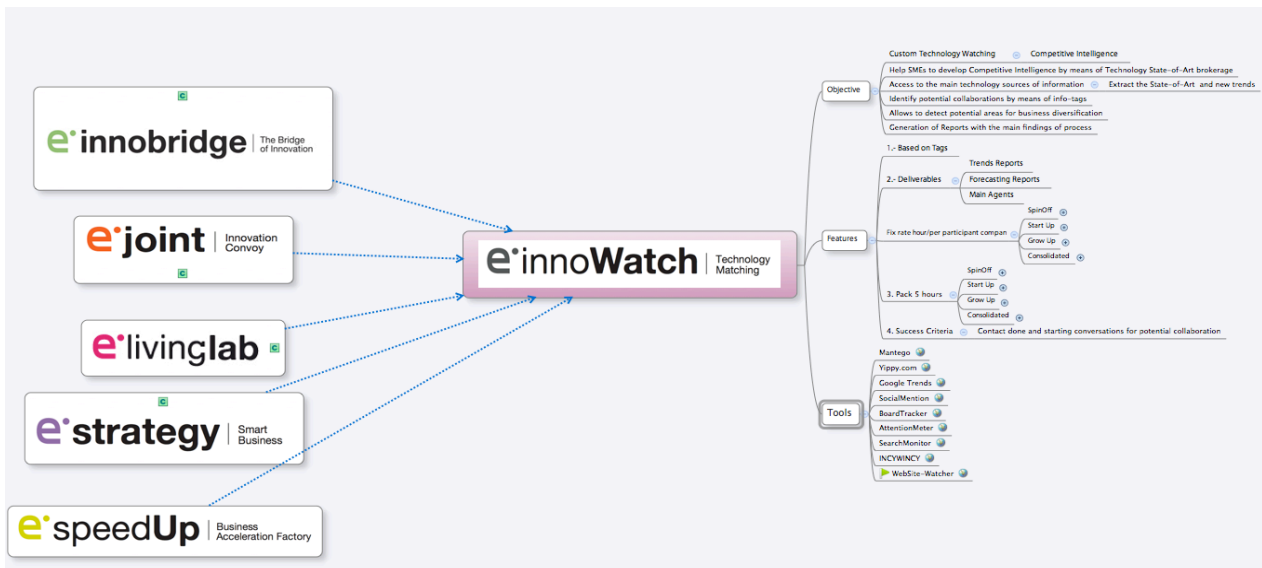 C
e·innobridge | The Bridge
of Innovation
e·joint | Innovation
Convoy
C
e·livinglab
C
C
e·strategy | Smart
Business
e·speedUp | Business
Acceleration Factory
e·innoWatch | Technology
Matching
Objective
Custom Technology Watching
Competitive Intelligence
Help SMEs to develop Competitive Intelligence by means of Technology State-of-Art brokerage
Access to the main technology sources of information
Extract the State-of-Art and new trends
Identify potential collaborations by means of info-tags
Allows to detect potential areas for business diversification
Generation of Reports with the main findings of process
Features
1.- Based on Tags
2.- Deliverables
Trends Reports
Forecasting Reports
Main Agents
Fix rate hour/per participant compan
SpinOff
Start Up
Grow Up
Consolidated
3. Pack 5 hours
SpinOff
Start Up
Grow Up
Consolidated
4. Success Criteria
Contact done and starting conversations for potential collaboration
Tools
Mantego
Yippy.com
Google Trends
SocialMention
BoardTracker
AttentionMeter
SearchMonitor
INCYWINCY
WebSite-Watcher